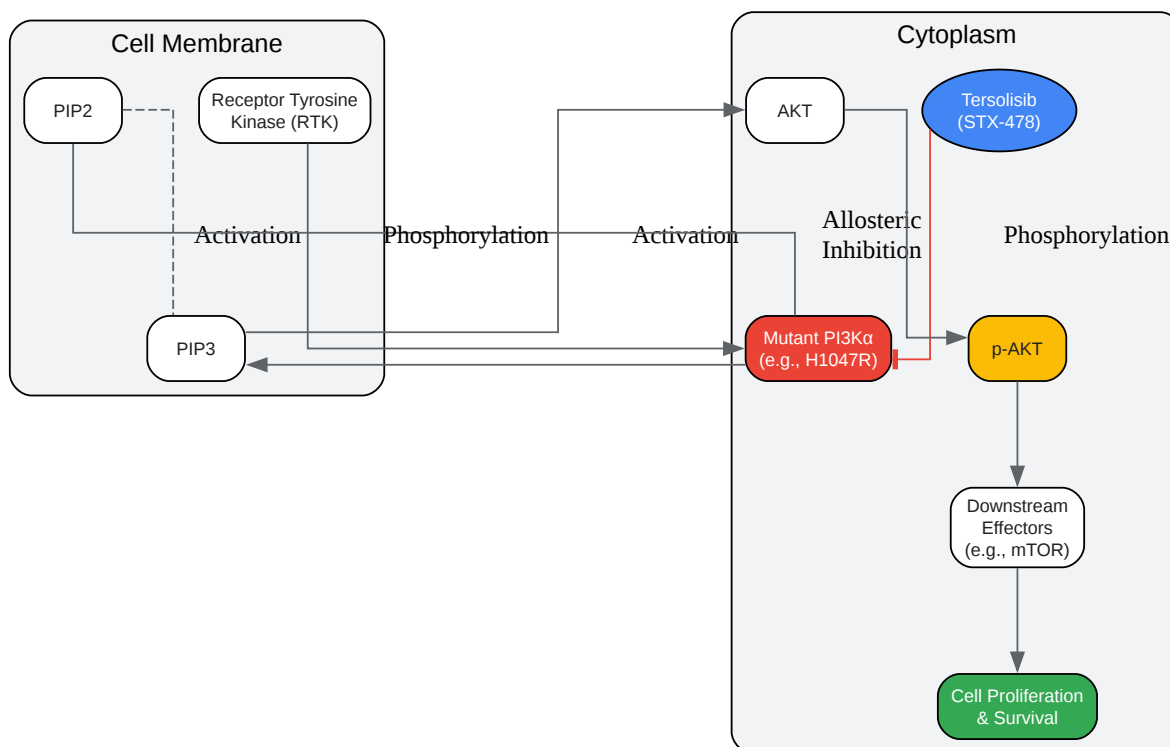 Cell Membrane
Cytoplasm
PIP2
Receptor Tyrosine
Kinase (RTK)
AKT
Tersolisib
(STX-478)
Activation
Phosphorylation
Activation
Allosteric
Inhibition
Phosphorylation
PIP3
Mutant PI3Kα
(e.g., H1047R)
p-AKT
Downstream
Effectors
(e.g., mTOR)
Cell Proliferation
& Survival